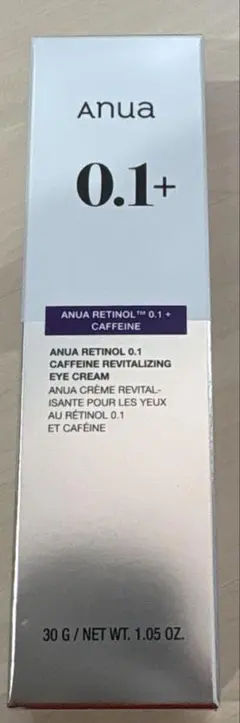 Anua
0.1+
ANUA RETINOL™ 0.1 +
CAFFEINE
ANUA RETINOL 0.1
CAFFEINE REVITALIZING
EYE CREAM
ANUA CRÈME REVITAL-
ISANTE POUR LES YEUX
AU RÉTINOL 0.1
ET CAFÉINE
30 G / NET WT. 1.05 OZ.